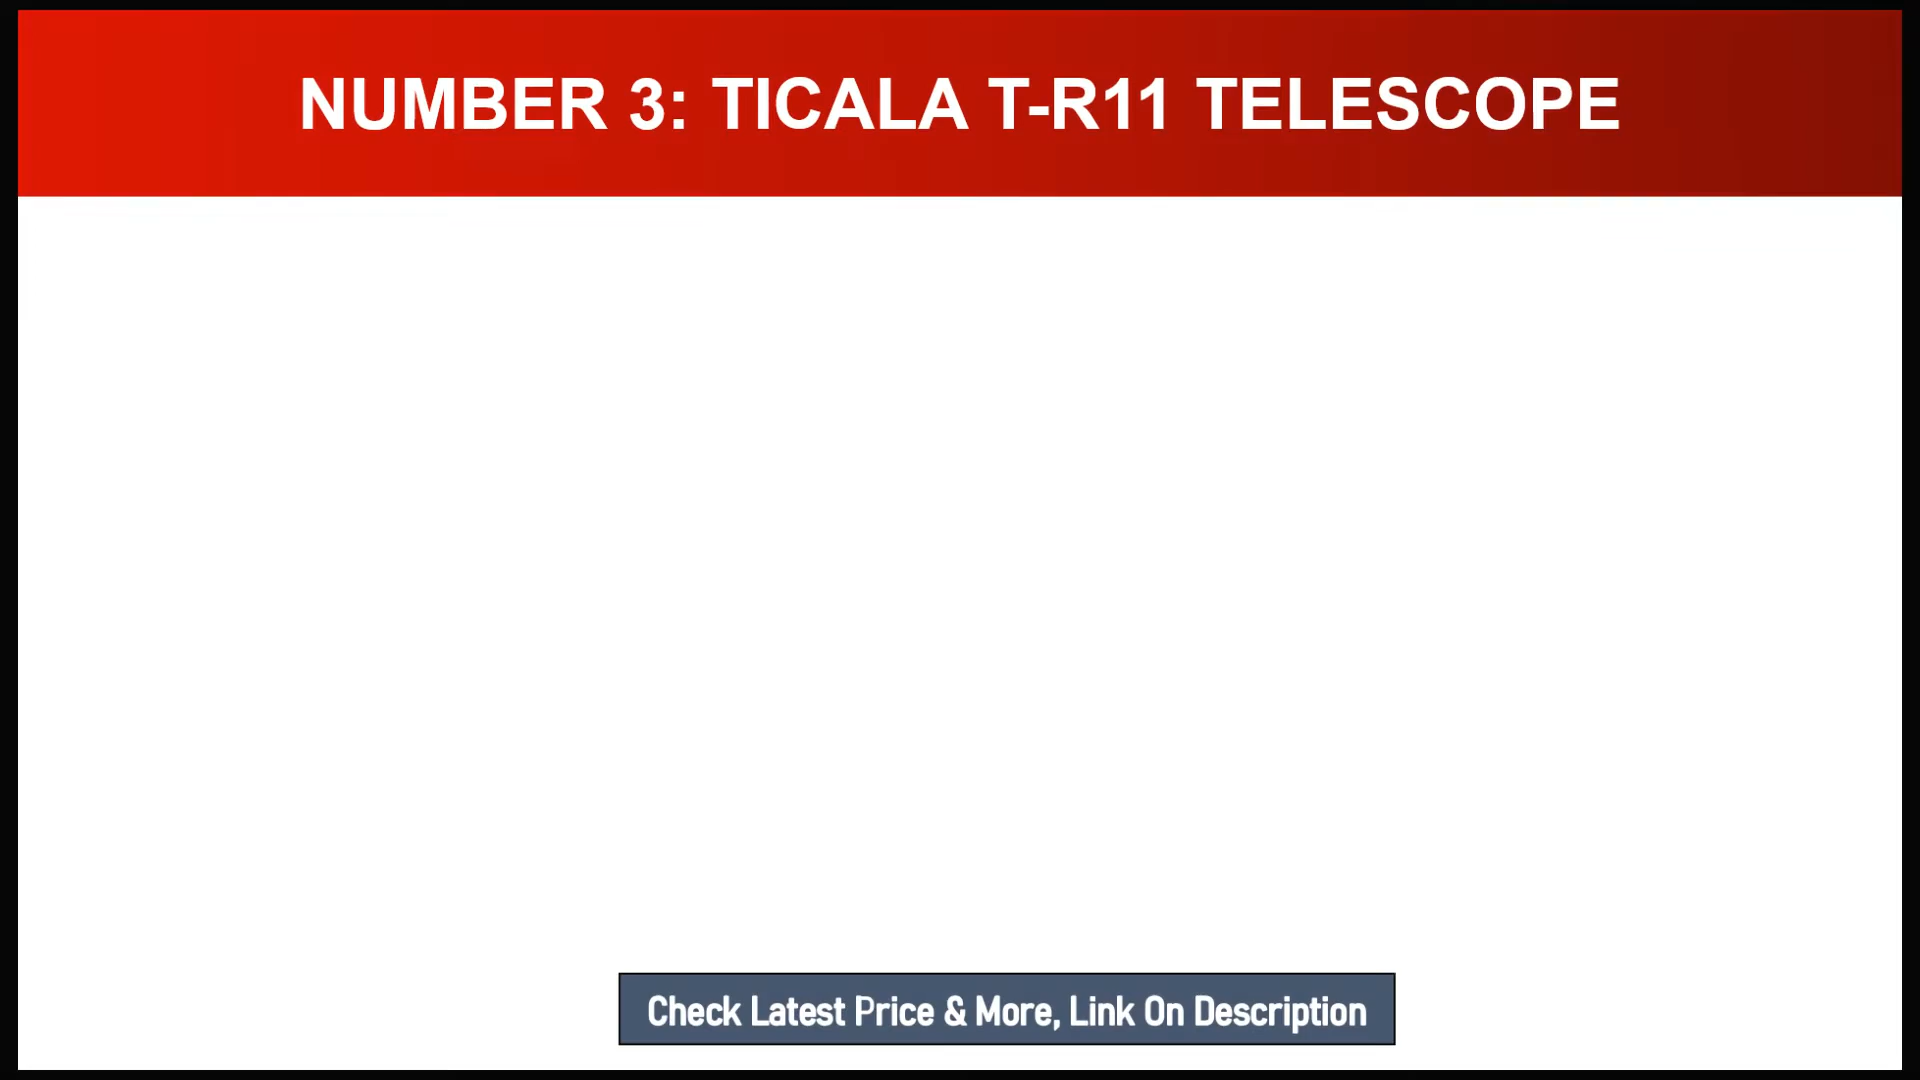 NUMBER 3: TICALA T-R11 TELESCOPE
Check Latest Price & More, Link On Description